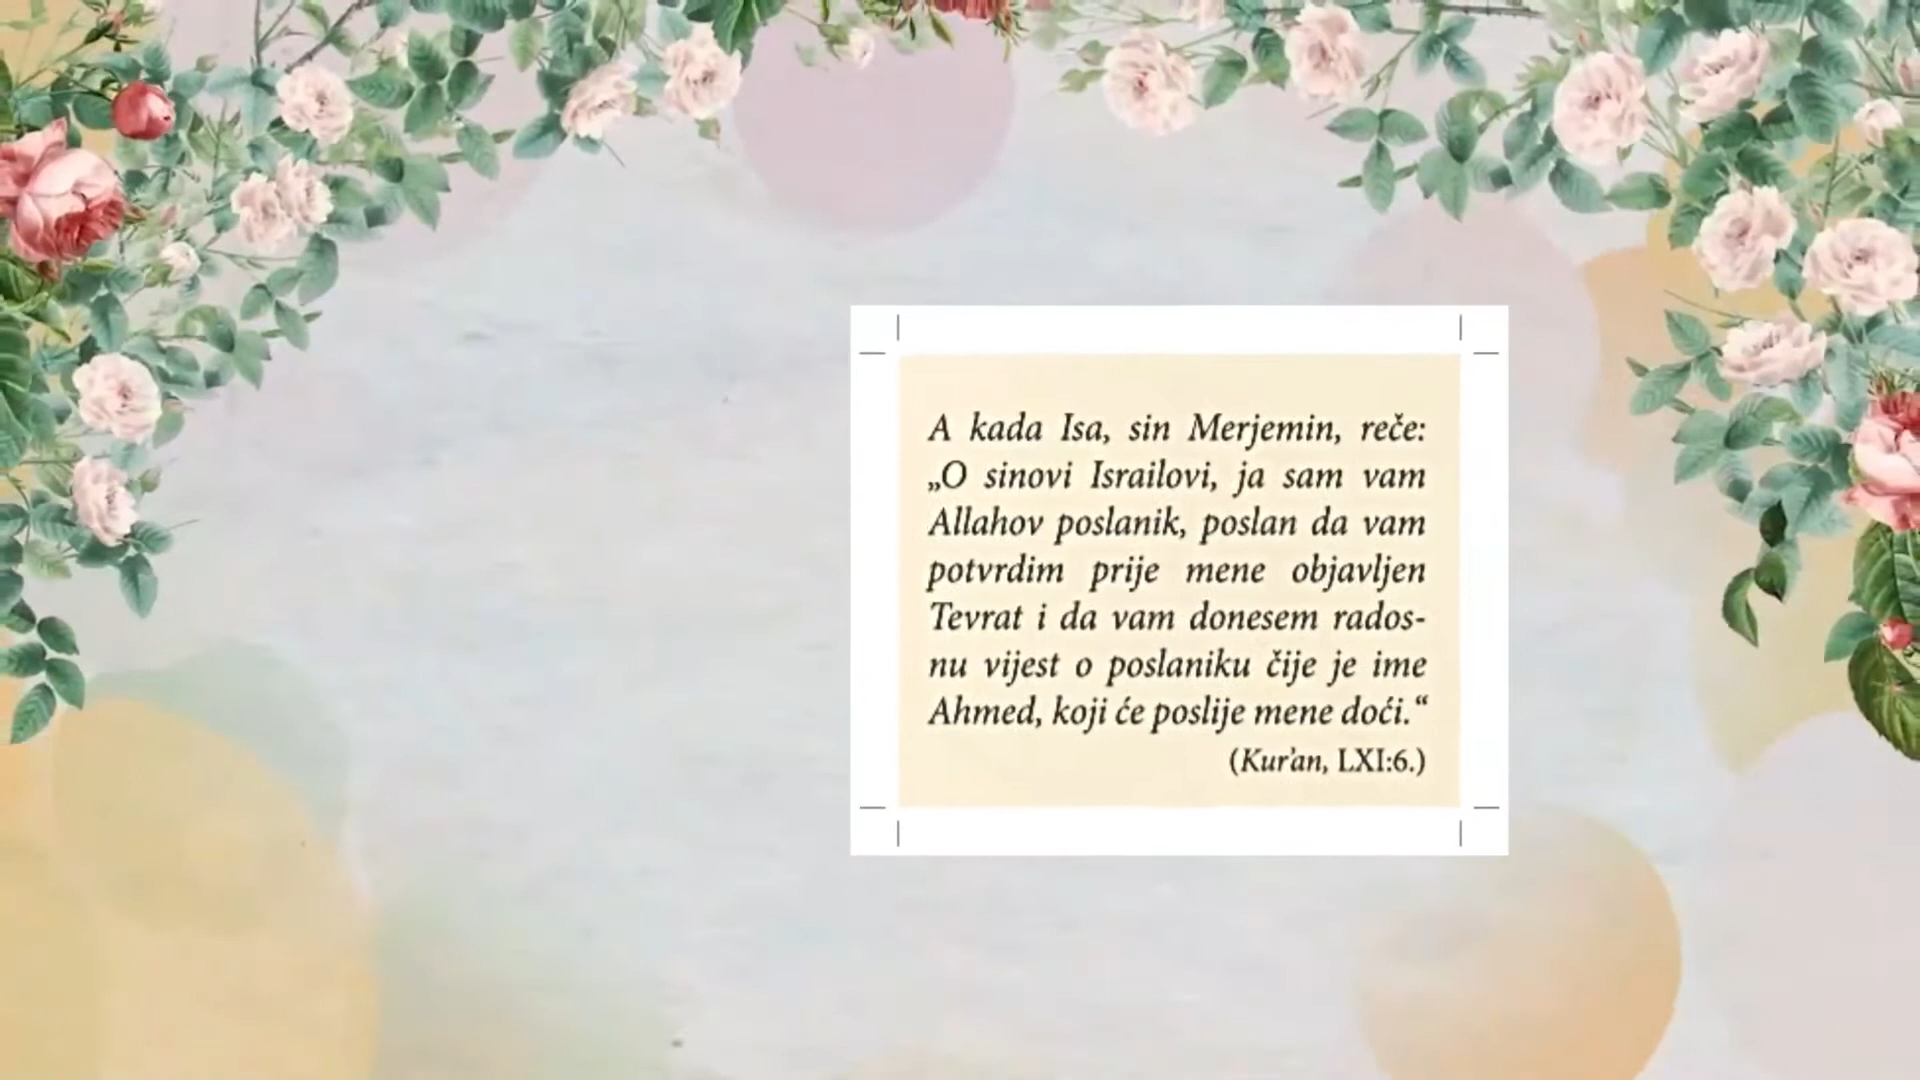 A kada Isa, sin Merjemin, reče:
„O sinovi Israilovi, ja sam vam
Allahov poslanik, poslan da vam
potvrdim prije mene objavljen
Tevrat i da vam donesem rados-
nu vijest o poslaniku čije je ime
Ahmed, koji će poslije mene doći.“
(Kur’an, LXI:6.)